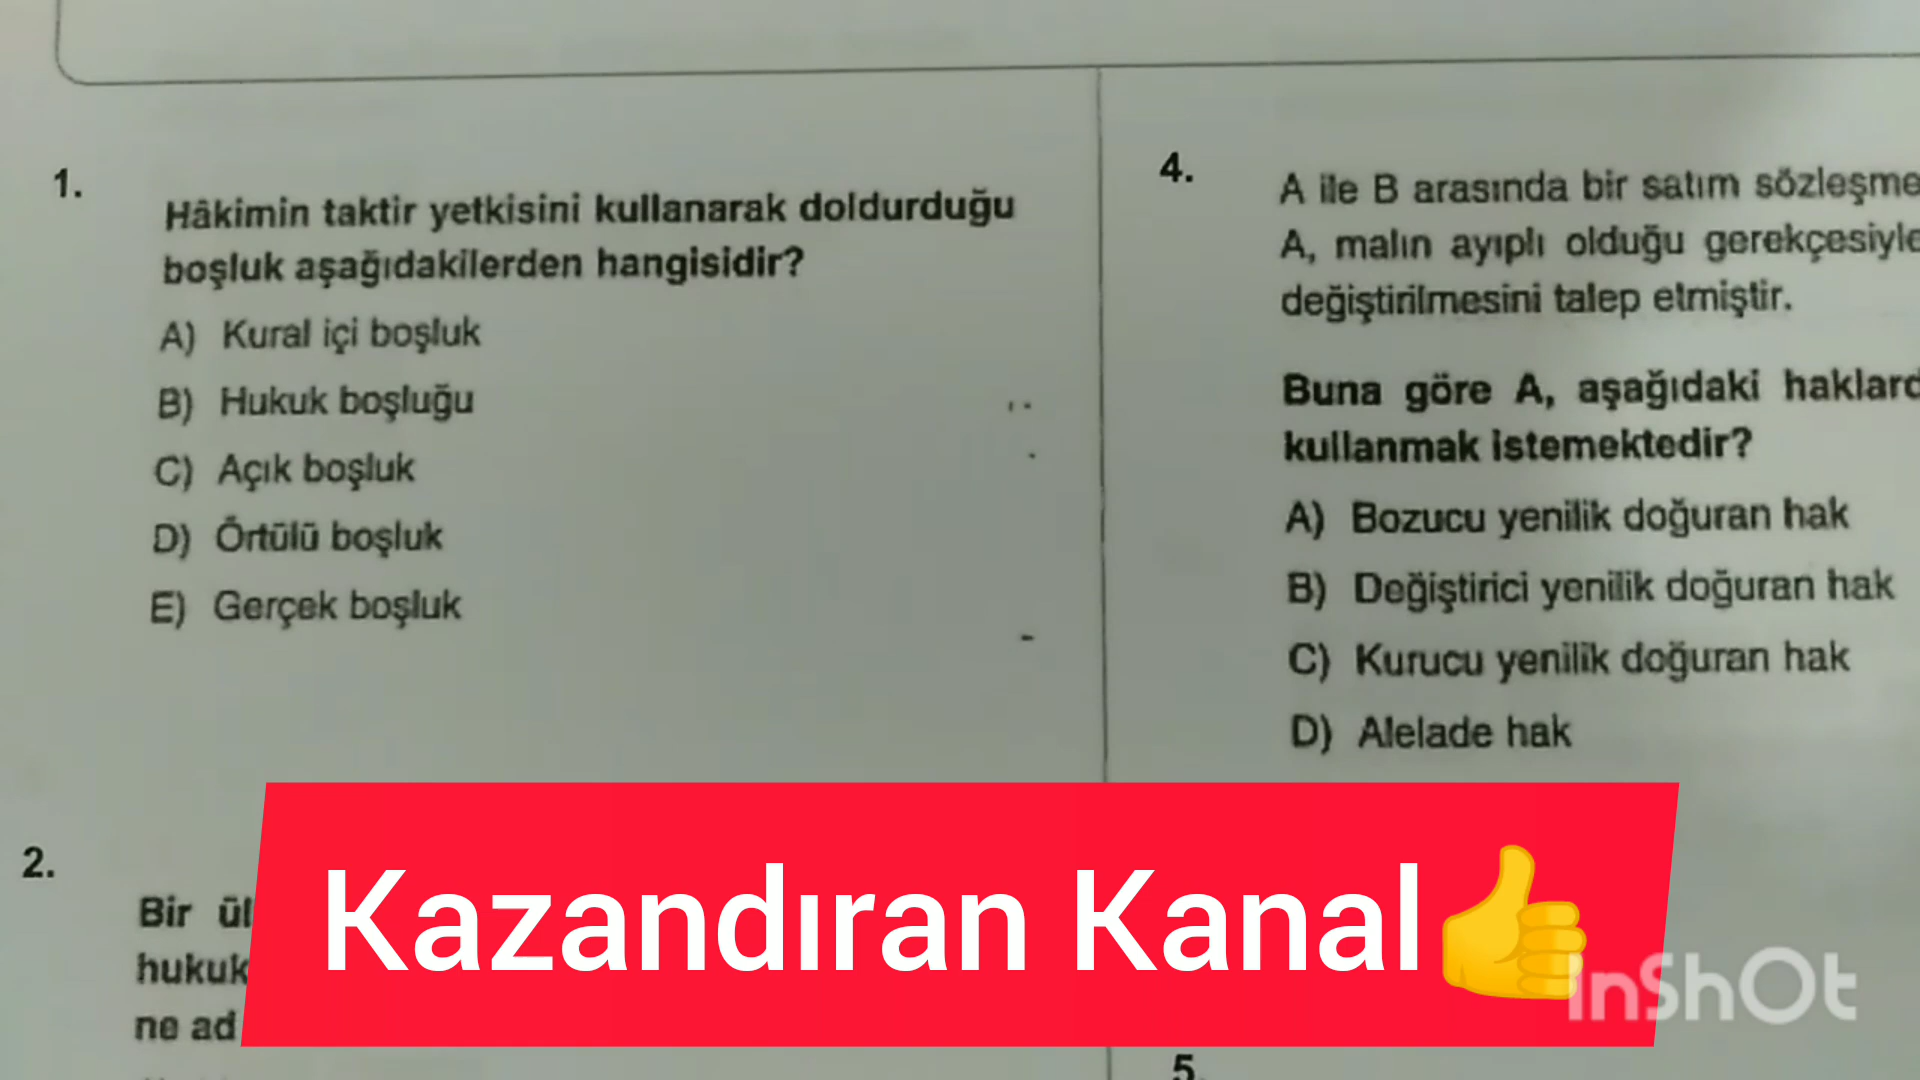 1.
Hâkimin taktir yetkisini kullanarak doldurduğu
boşluk aşağıdakilerden hangisidir?
A) Kural içi boşluk
B) Hukuk boşluğu
C) Açık boşluk
D) Örtülü boşluk
E) Gerçek boşluk
2.
Bir ül
hukuk
ne ad
4.
A ile B arasında bir satım sözleşme
A, malın ayıplı olduğu gerekçesiyle
değiştirilmesini talep etmiştir.
Buna göre A, aşağıdaki haklard
kullanmak istemektedir?
A) Bozucu yenilik doğuran hak
B) Değiştirici yenilik doğuran hak
C) Kurucu yenilik doğuran hak
D) Alelade hak
5.
Kazandıran Kanal👍
InShOt